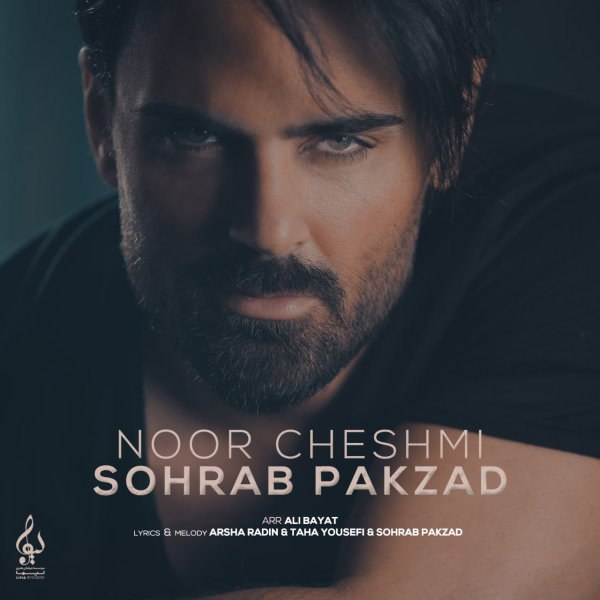 NOOR CHESHMI
SOHRAB PAKZAD
ARR ALI BAYAT
LYRICS & MELODY ARSHA RADIN & TAHA YOUSEFI & SOHRAB PAKZAD